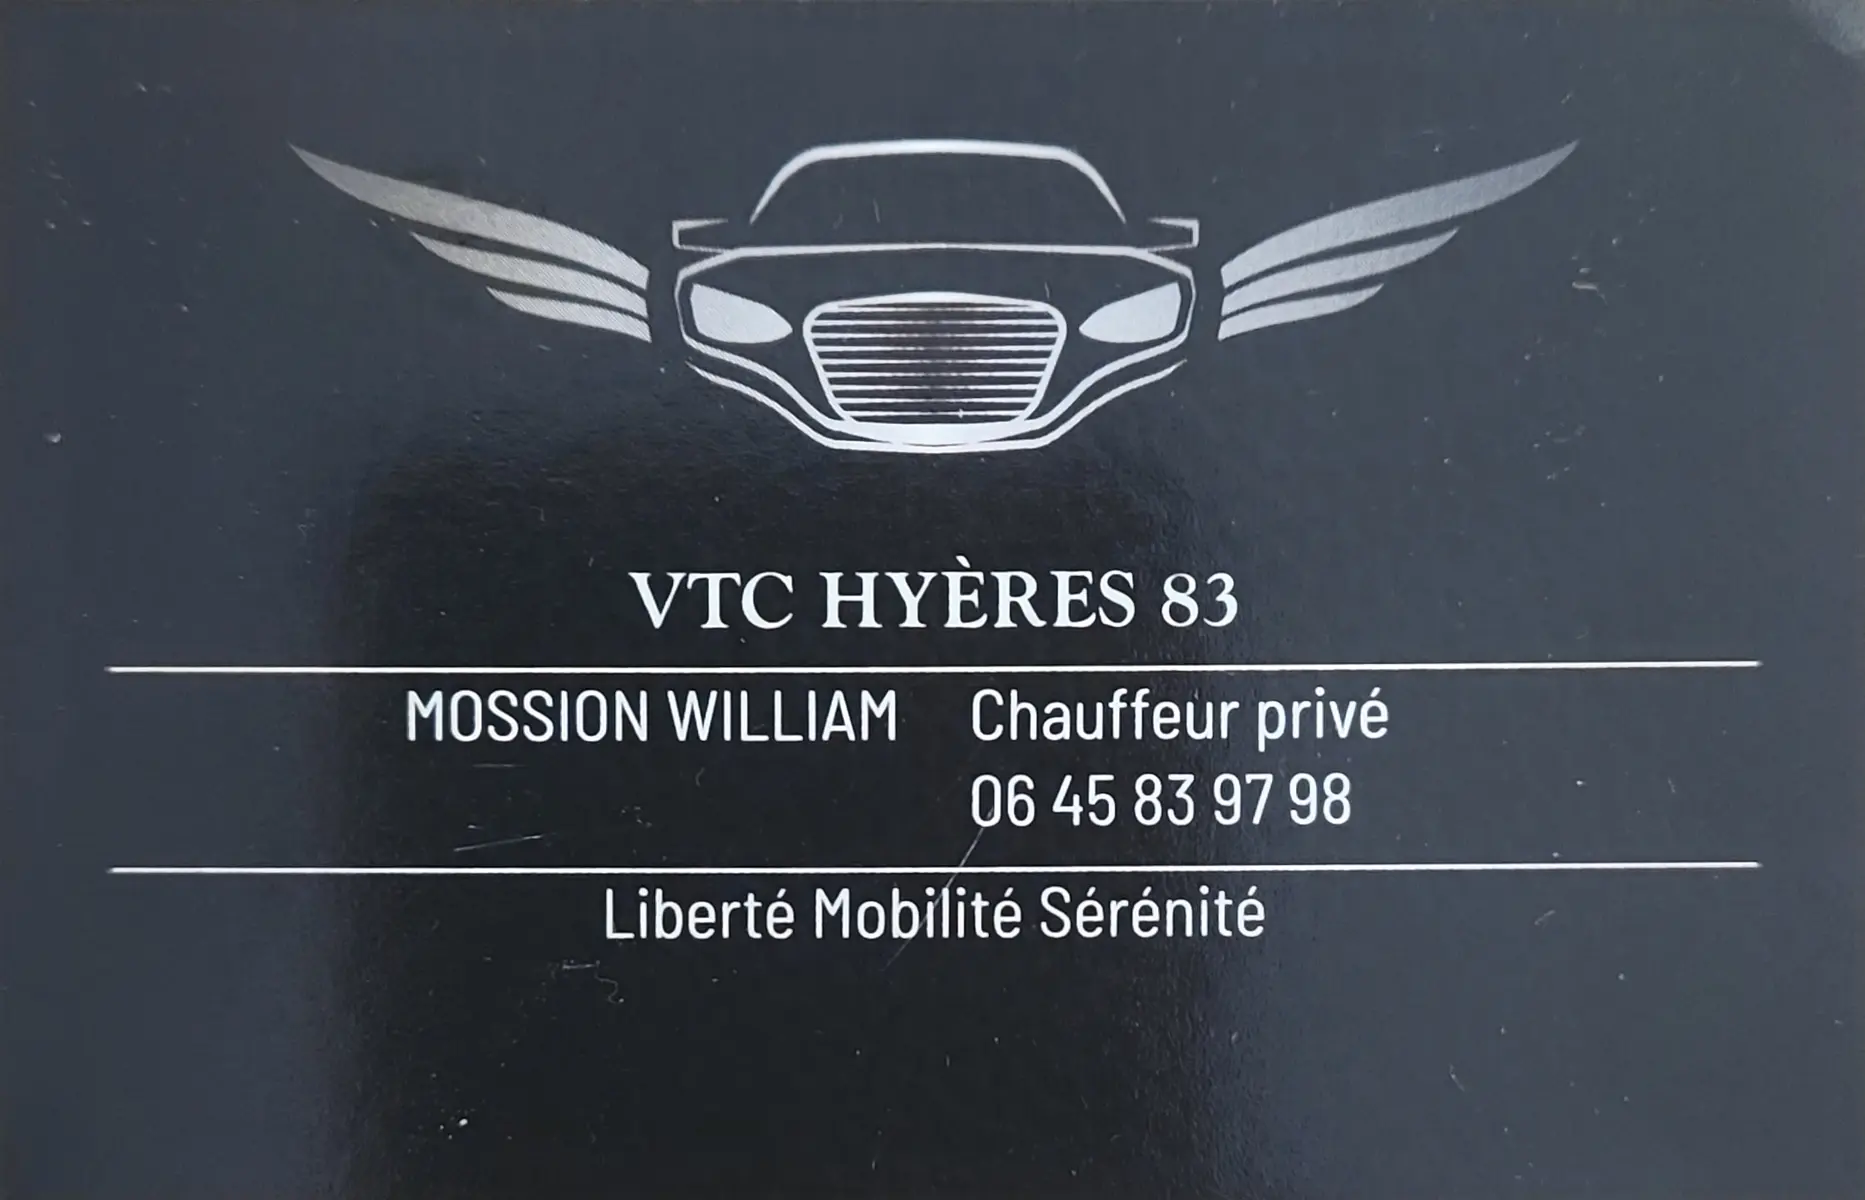 VTC HYÈRES 83
MOSSION WILLIAM Chauffeur privé
06 45 83 97 98
Liberté Mobilité Sérénité